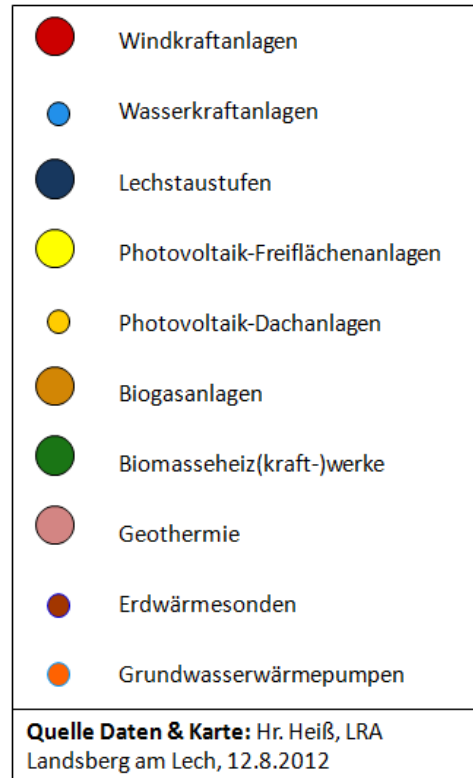 Windkraftanlagen
Wasserkraftanlagen
Lechstaustufen
Photovoltaik-Freiflächenanlagen
Photovoltaik-Dachanlagen
Biogasanlagen
Biomasseheiz(kraft-)werke
Geothermie
Erdwärmesonden
Grundwasserwärmepumpen
Quelle Daten & Karte: Hr. Heiß, LRA
Landsberg am Lech, 12.8.2012